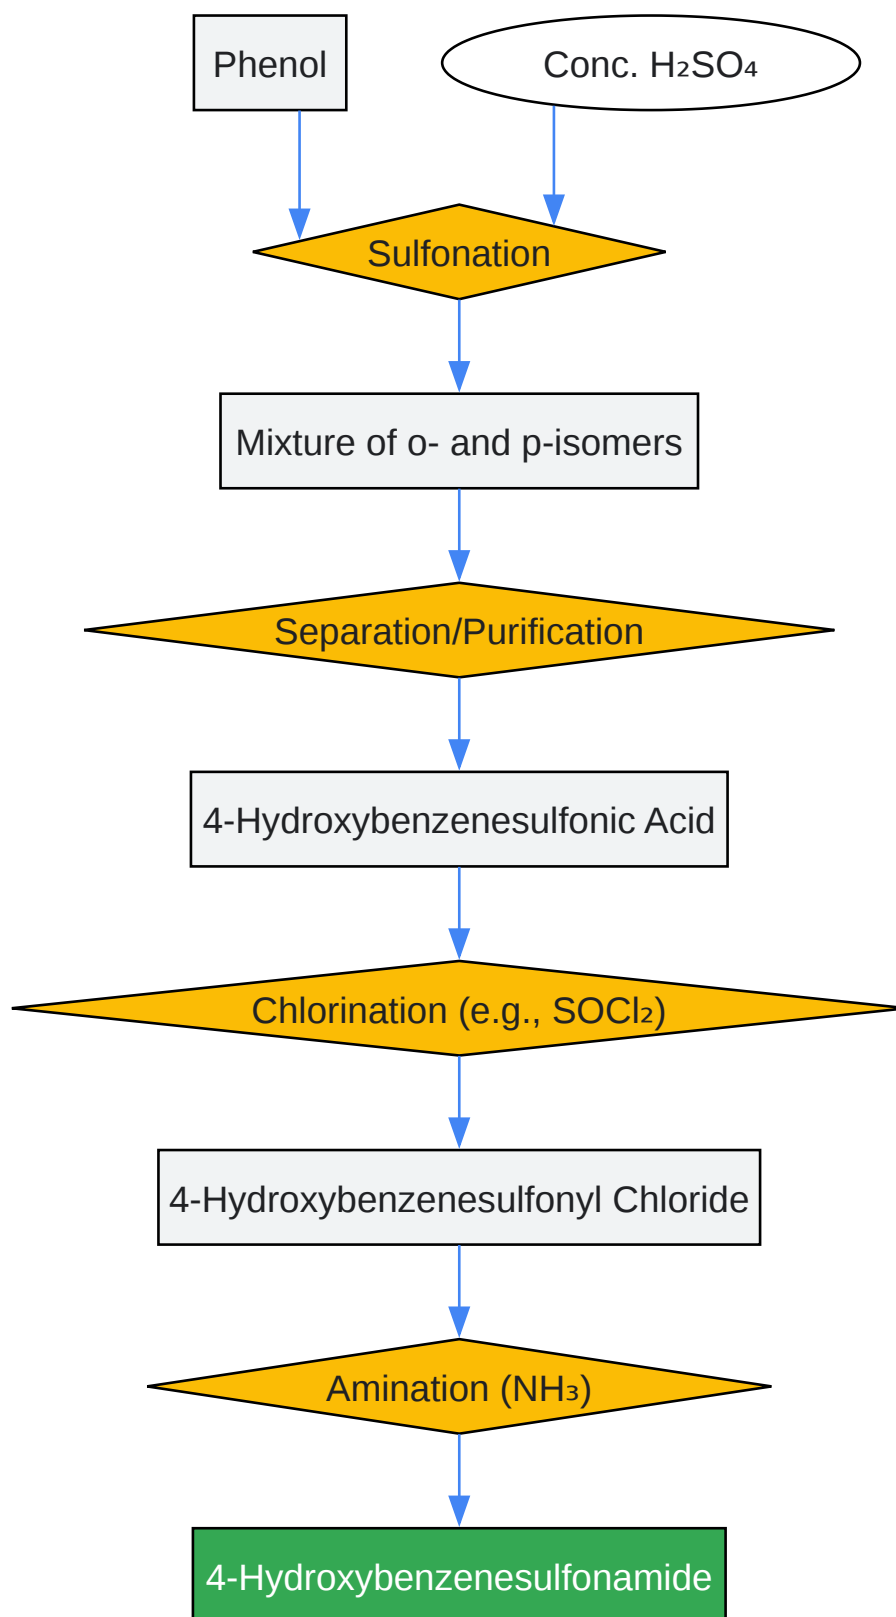 Phenol
Conc. H₂SO₄
Sulfonation
Mixture of o- and p-isomers
Separation/Purification
4-Hydroxybenzenesulfonic Acid
Chlorination (e.g., SOCl₂)
4-Hydroxybenzenesulfonyl Chloride
Amination (NH₃)
4-Hydroxybenzenesulfonamide